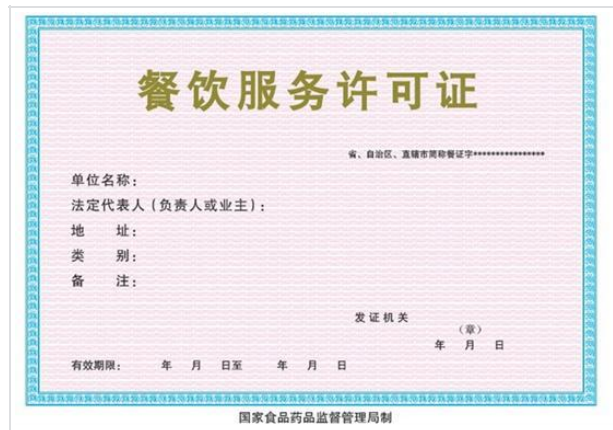 餐饮服务许可证
省、自治区、直辖市简称餐证字****************
单位名称：
法定代表人（负责人或业主）：
地 址：
类 别：
备 注：
发证机关
（章）
年 月 日
有效期限： 年 月 日至 年 月 日
国家食品药品监督管理局制